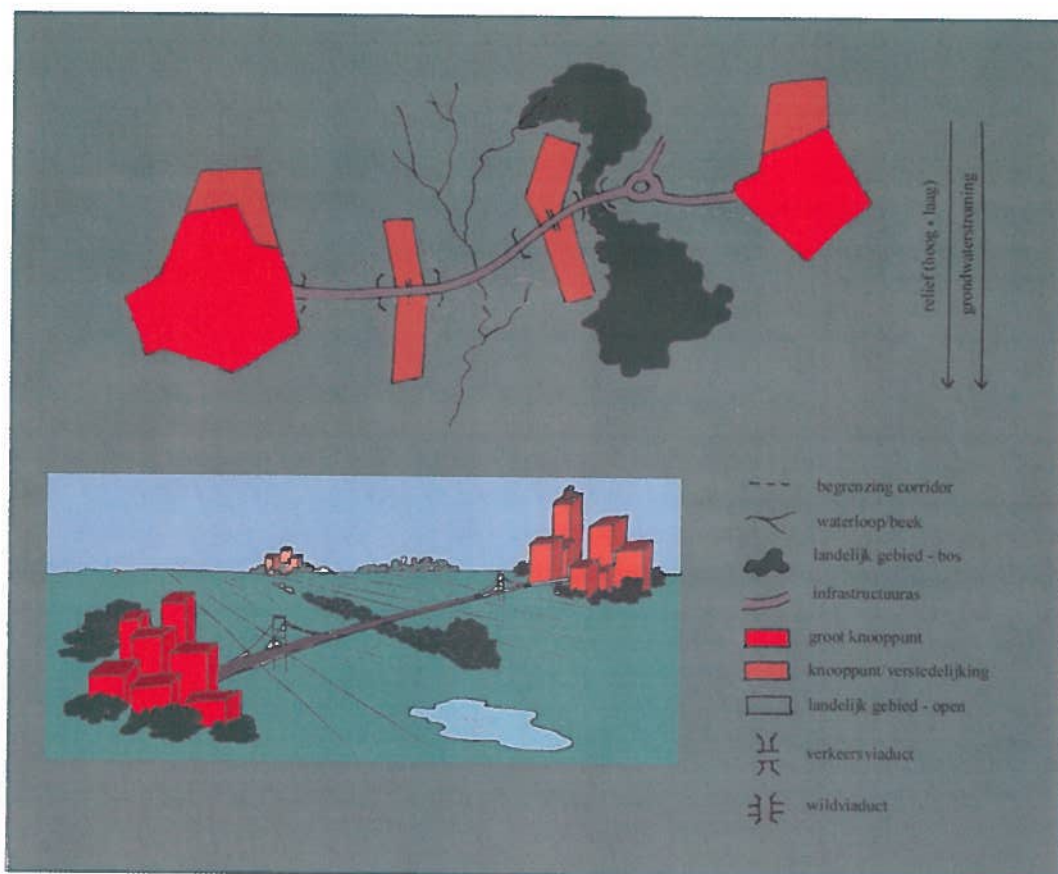 relief (hoog • laag)
grondwaterstroming
begrenzing corridor
waterloop/beek
landelijk gebied - bos
infrastructuuras
groot knooppunt
knooppunt/verstedelijking
landelijk gebied - open
verkeersviaduct
wildviaduct